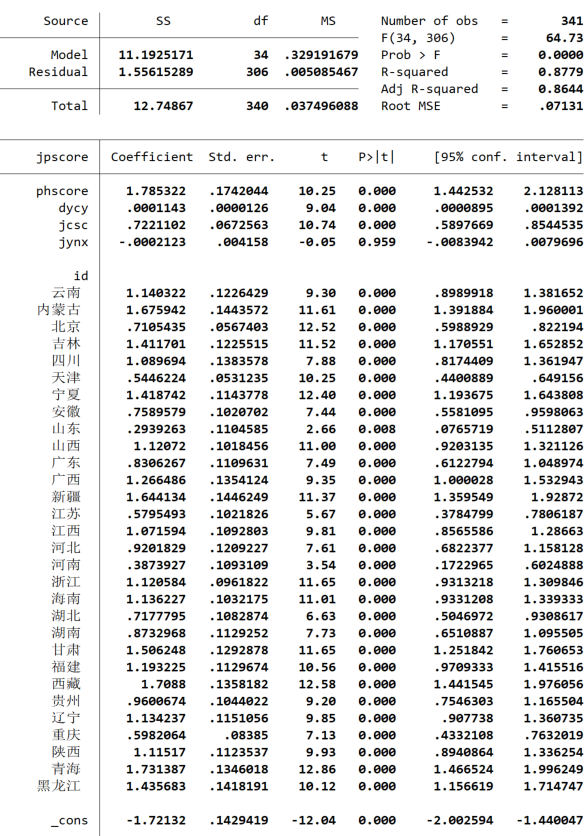 Source SS df MS Number of obs = 341
F(34, 306) = 64.73
Model 11.1925171 34 .329191679 Prob > F = 0.0000
Residual 1.55615289 306 .005085467 R-squared = 0.8779
Adj R-squared = 0.8644
Total 12.74867 340 .037496088 Root MSE = .07131
jpscore Coefficient Std. err. t P>|t| [95% conf. interval]
phscore 1.785322 .1742044 10.25 0.000 1.442532 2.128113
dycy .0001143 .0000126 9.04 0.000 .0000895 .0001392
jcsc .7221102 .0672563 10.74 0.000 .5897669 .8544535
jynx -.0002123 .004158 -0.05 0.959 -.0083942 .0079696
id
云南 1.140322 .1226429 9.30 0.000 .8989918 1.381652
内蒙古 1.675942 .1443572 11.61 0.000 1.391884 1.960001
北京 .7105435 .0567403 12.52 0.000 .5988929 .822194
吉林 1.411701 .1225515 11.52 0.000 1.170551 1.652852
四川 1.089694 .1383578 7.88 0.000 .8174409 1.361947
天津 .5446224 .0531235 10.25 0.000 .4400889 .649156
宁夏 1.418742 .1143778 12.40 0.000 1.193675 1.643808
安徽 .7589579 .1020702 7.44 0.000 .5581095 .9598063
山东 .2939263 .1104585 2.66 0.008 .0765719 .5112807
山西 1.12072 .1018456 11.00 0.000 .9203135 1.321126
广东 .8306267 .1109631 7.49 0.000 .6122794 1.048974
广西 1.266486 .1354124 9.35 0.000 1.000028 1.532943
新疆 1.644134 .1446249 11.37 0.000 1.359549 1.92872
江苏 .5795493 .1021826 5.67 0.000 .3784799 .7806187
江西 1.071594 .1092803 9.81 0.000 .8565586 1.28663
河北 .9201829 .1209227 7.61 0.000 .6822377 1.158128
河南 .3873927 .1093109 3.54 0.000 .1722965 .6024888
浙江 1.120584 .0961822 11.65 0.000 .9313218 1.309846
海南 1.136227 .1032175 11.01 0.000 .9331208 1.339333
湖北 .7177795 .1082874 6.63 0.000 .5046972 .9308617
湖南 .8732968 .1129252 7.73 0.000 .6510887 1.095505
甘肃 1.506248 .1292878 11.65 0.000 1.251842 1.760653
福建 1.193225 .1129674 10.56 0.000 .9709333 1.415516
西藏 1.7088 .1358182 12.58 0.000 1.441545 1.976056
贵州 .9600674 .1044022 9.20 0.000 .7546303 1.165504
辽宁 1.134237 .1151056 9.85 0.000 .907738 1.360735
重庆 .5982064 .08385 7.13 0.000 .4332108 .7632019
陕西 1.11517 .1123537 9.93 0.000 .8940864 1.336254
青海 1.731387 .1346018 12.86 0.000 1.466524 1.996249
黑龙江 1.435683 .1418191 10.12 0.000 1.156619 1.714747
_cons -1.72132 .1429419 -12.04 0.000 -2.002594 -1.440047